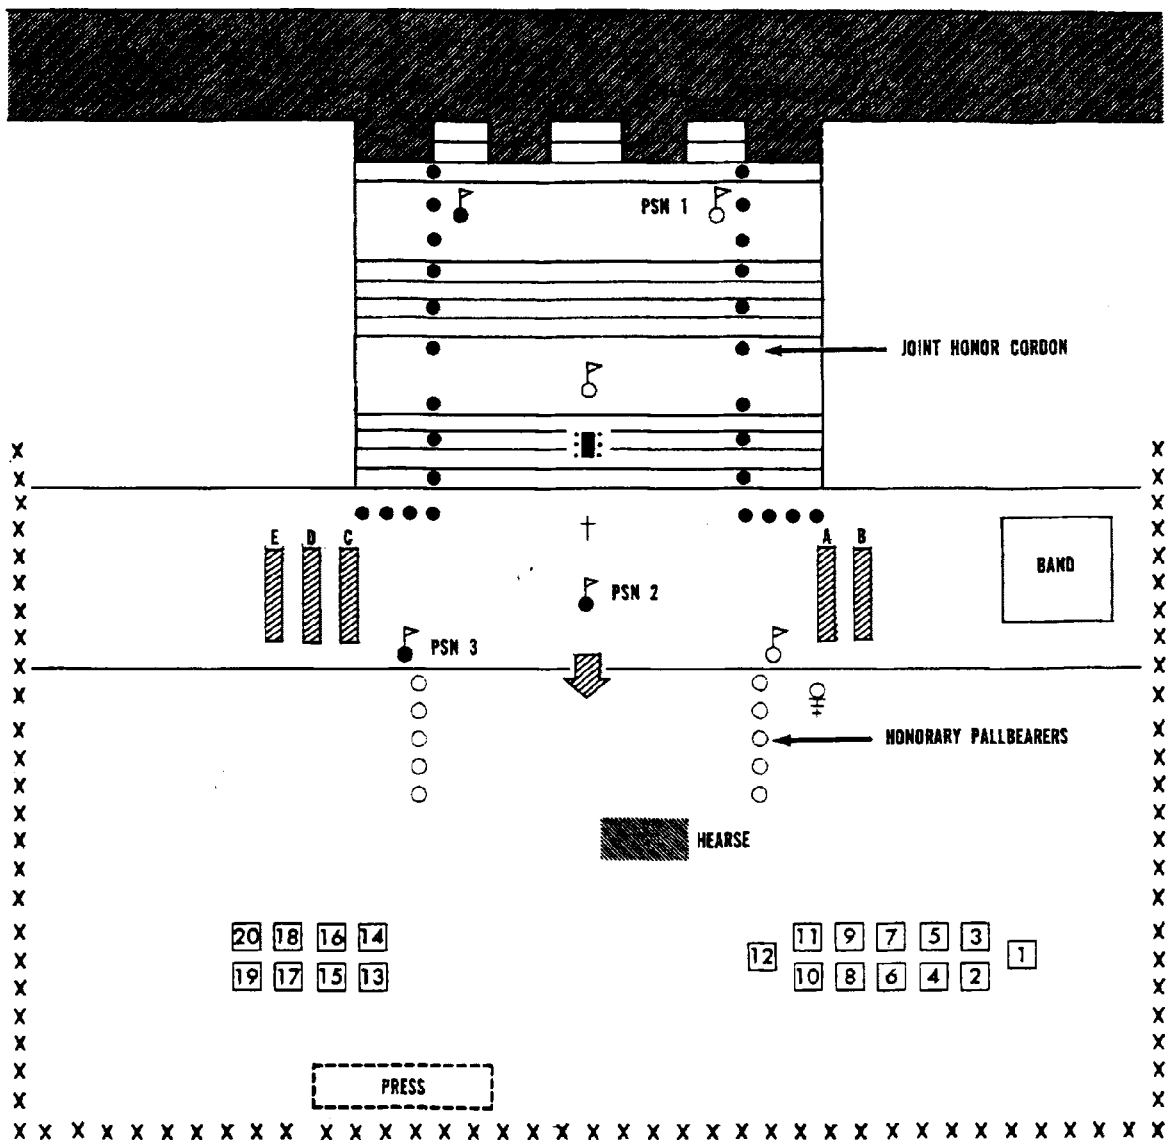 PSN 1
JOINT HONOR CORDON
E D C
A B
BAND
PSN 2
PSN 3
HONORARY PALLBEARERS
HEARSE
20 18 16 14
11 9 7 5 3
12
1
19 17 15 13
10 8 6 4 2
PRESS